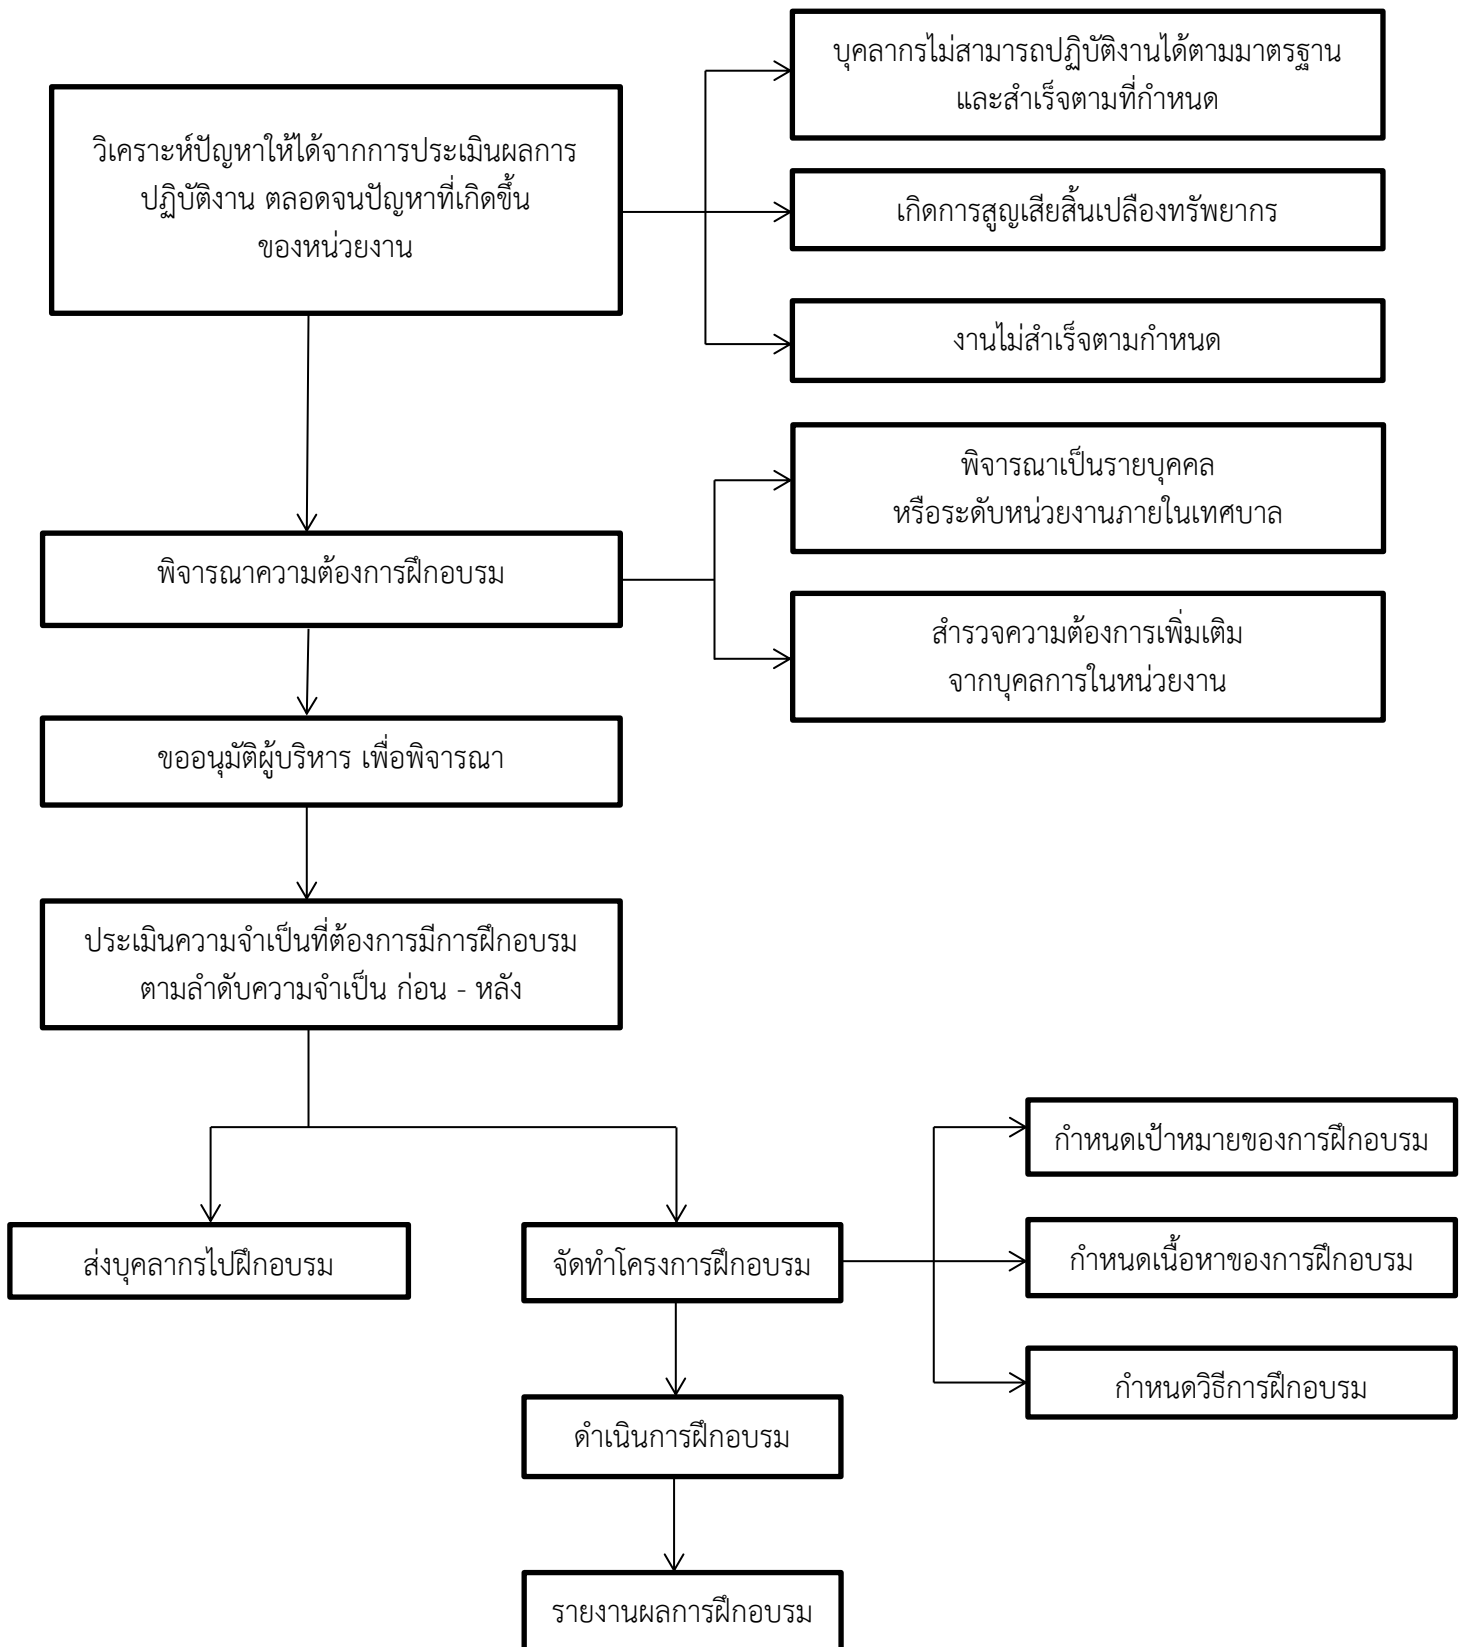 บุคลากรไม่สามารถปฏิบัติงานได้ตามมาตรฐาน
และสำเร็จตามที่กำหนด
วิเคราะห์ปัญหาให้ได้จากการประเมินผลการ
ปฏิบัติงาน ตลอดจนปัญหาที่เกิดขึ้น
ของหน่วยงาน
เกิดการสูญเสียสิ้นเปลืองทรัพยากร
งานไม่สำเร็จตามกำหนด
พิจารณาเป็นรายบุคคล
หรือระดับหน่วยงานภายในเทศบาล
พิจารณาความต้องการฝึกอบรม
สำรวจความต้องการเพิ่มเติม
จากบุคลการในหน่วยงาน
ขออนุมัติผู้บริหาร เพื่อพิจารณา
ประเมินความจำเป็นที่ต้องการมีการฝึกอบรม
ตามลำดับความจำเป็น ก่อน - หลัง
กำหนดเป้าหมายของการฝึกอบรม
ส่งบุคลากรไปฝึกอบรม
จัดทำโครงการฝึกอบรม
กำหนดเนื้อหาของการฝึกอบรม
กำหนดวิธีการฝึกอบรม
ดำเนินการฝึกอบรม
รายงานผลการฝึกอบรม